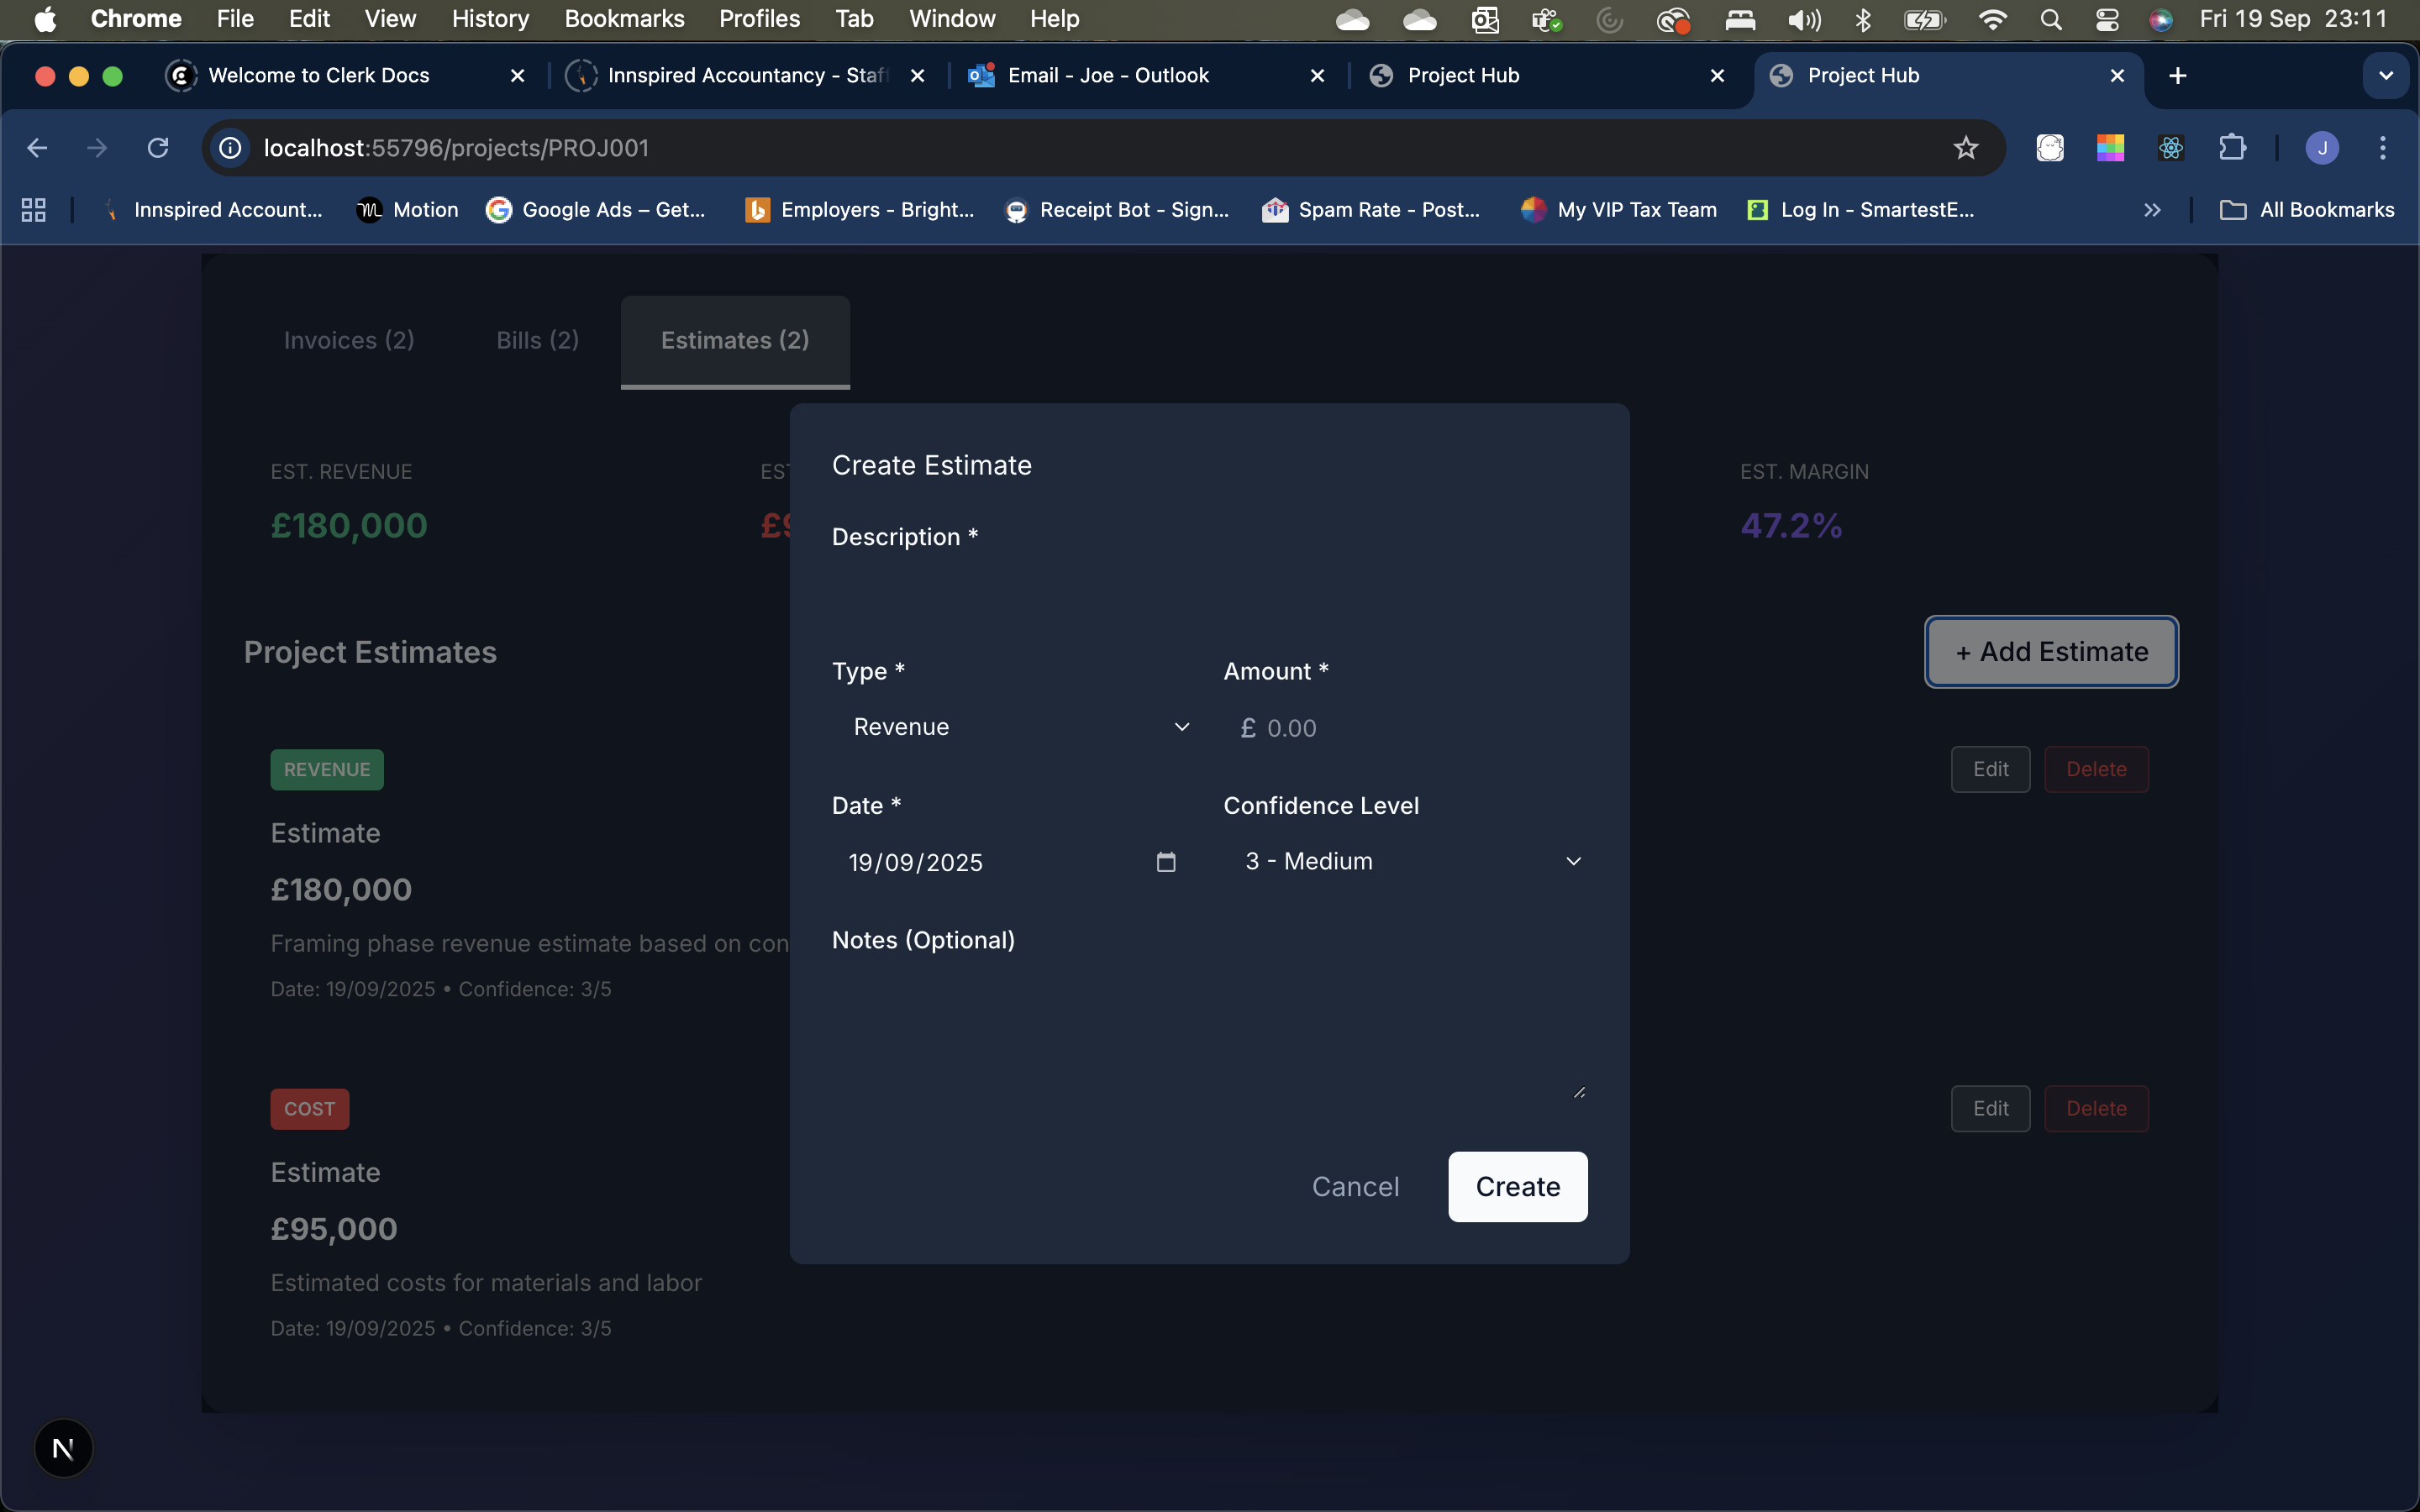 Chrome File Edit View History Bookmarks Profiles Tab Window Help Fri 19 Sep 23:11
Welcome to Clerk Docs Innspired Accountancy - Staf Email - Joe - Outlook Project Hub Project Hub
localhost:55796/projects/PROJ001 J
Innspired Account... Motion Google Ads – Get... Employers - Bright... Receipt Bot - Sign... Spam Rate - Post... My VIP Tax Team Log In - SmartestE... All Bookmarks
Invoices (2) Bills (2) Estimates (2)
EST. REVENUE EST EST. MARGIN
£180,000 £9 47.2%
Project Estimates + Add Estimate
REVENUE Edit Delete
Estimate
£180,000
Framing phase revenue estimate based on con
Date: 19/09/2025 • Confidence: 3/5
COST Edit Delete
Estimate
£95,000
Estimated costs for materials and labor
Date: 19/09/2025 • Confidence: 3/5
Create Estimate
Description *
Type * Amount *
Revenue £ 0.00
Date * Confidence Level
19/09/2025 3 - Medium
Notes (Optional)
Cancel Create
N